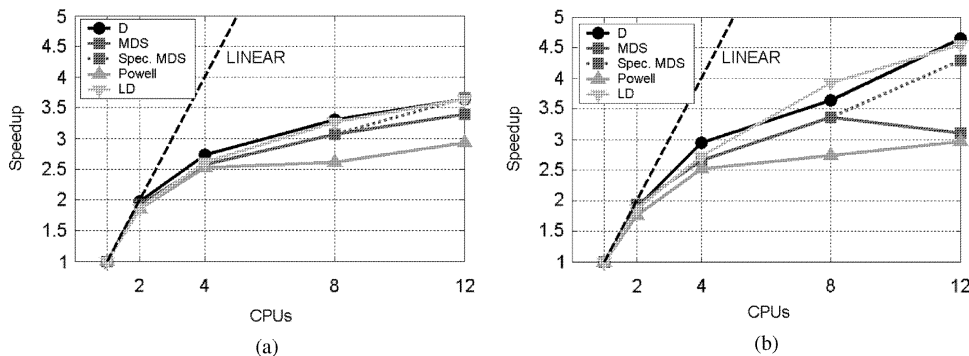 5
4.5
4
3.5
3
2.5
2
1.5
1
Speedup
D
MDS
Spec. MDS
Powell
LD
LINEAR
2 4 8 12
CPUs
(a)
5
4.5
4
3.5
3
2.5
2
1.5
1
Speedup
D
MDS
Spec. MDS
Powell
LD
LINEAR
2 4 8 12
CPUs
(b)